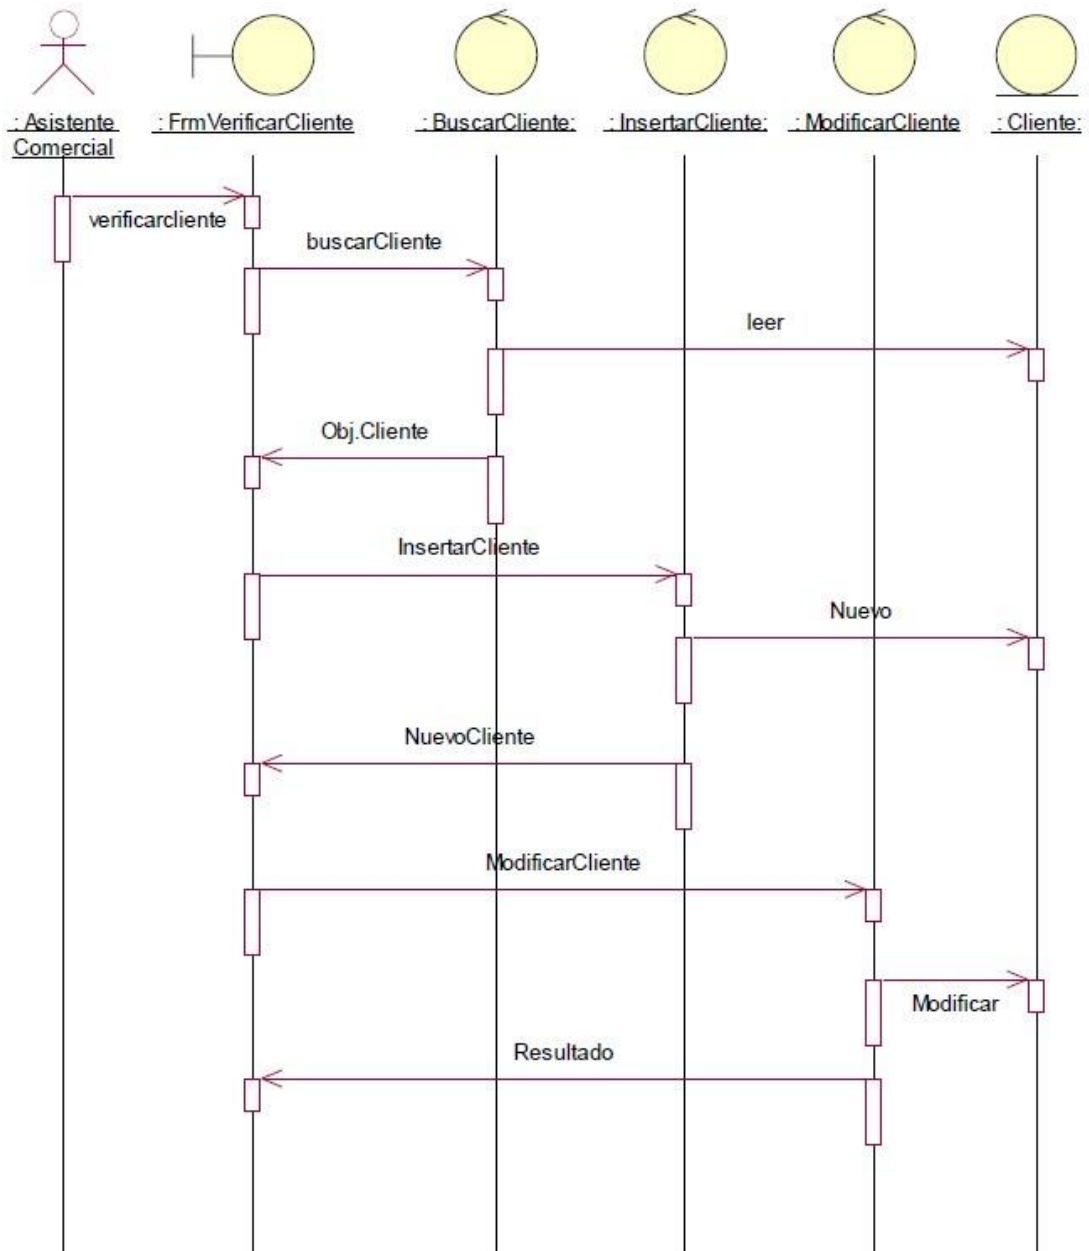 : Asistente
Comercial
: FrmVerificarCliente
: BuscarCliente:
: InsertarCliente:
: ModificarCliente
: Cliente:
verificarcliente
buscarCliente
leer
Obj.Cliente
InsertarCliente
Nuevo
NuevoCliente
ModificarCliente
Modificar
Resultado